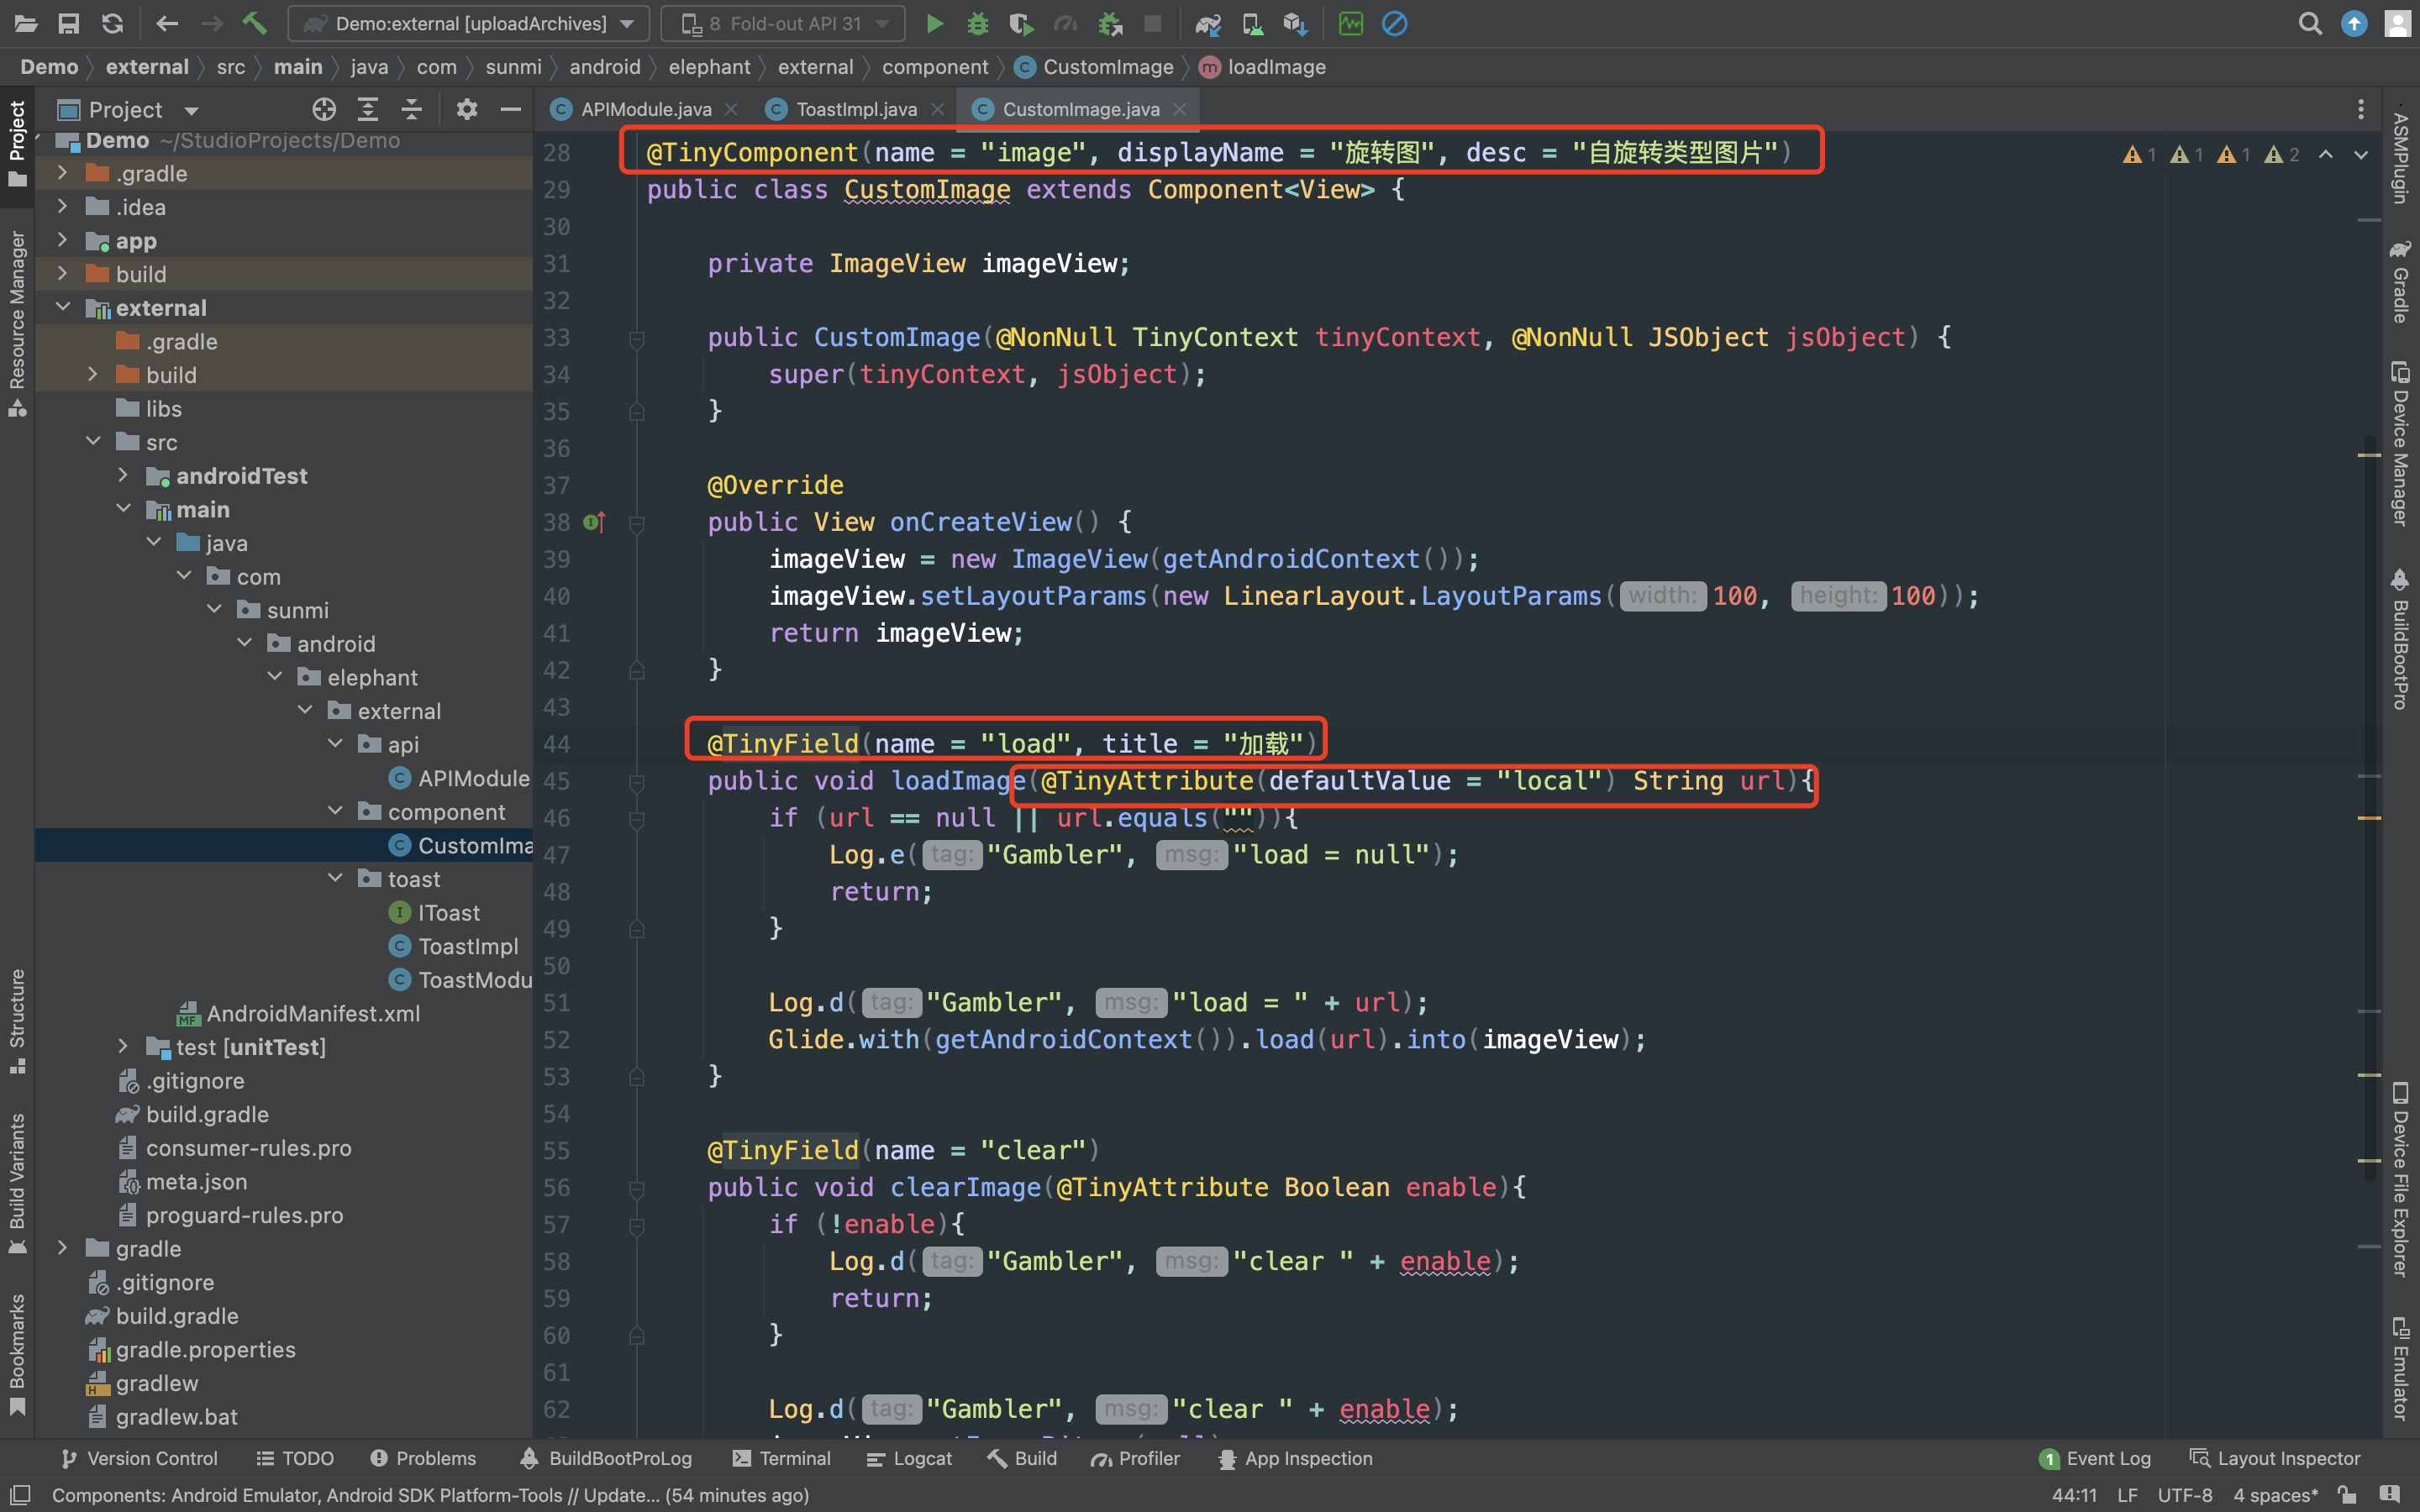 Demo:external [uploadArchives]
8 Fold-out API 31
Demo external src main java com sunmi android elephant external component CustomImage loadImage
Project
APIModule.java
ToastImpl.java
CustomImage.java
Project
Resource Manager
Structure
Build Variants
Bookmarks
Demo ~/StudioProjects/Demo
.gradle
.idea
app
build
external
.gradle
build
libs
src
androidTest
main
java
com
sunmi
android
elephant
external
api
APIModule
component
CustomIma
toast
IToast
ToastImpl
ToastModu
AndroidManifest.xml
test [unitTest]
.gitignore
build.gradle
consumer-rules.pro
meta.json
proguard-rules.pro
gradle
.gitignore
build.gradle
gradle.properties
gradlew
gradlew.bat
1 1 1 2
28 @TinyComponent(name = "image", displayName = "旋转图", desc = "自旋转类型图片")
29 public class CustomImage extends Component<View> {
30
31 private ImageView imageView;
32
33 public CustomImage(@NonNull TinyContext tinyContext, @NonNull JSObject jsObject) {
34 super(tinyContext, jsObject);
35 }
36
37 @Override
38 public View onCreateView() {
39 imageView = new ImageView(getAndroidContext());
40 imageView.setLayoutParams(new LinearLayout.LayoutParams( width: 100, height: 100));
41 return imageView;
42 }
43
44 @TinyField(name = "load", title = "加载")
45 public void loadImage(@TinyAttribute(defaultValue = "local") String url){
46 if (url == null || url.equals("")){
47 Log.e( tag: "Gambler", msg: "load = null");
48 return;
49 }
50
51 Log.d( tag: "Gambler", msg: "load = " + url);
52 Glide.with(getAndroidContext()).load(url).into(imageView);
53 }
54
55 @TinyField(name = "clear")
56 public void clearImage(@TinyAttribute Boolean enable){
57 if (!enable){
58 Log.d( tag: "Gambler", msg: "clear " + enable);
59 return;
60 }
61
62 Log.d( tag: "Gambler", msg: "clear " + enable);
ASMPlugin
Gradle
Device Manager
BuildBootPro
Device File Explorer
Emulator
Version Control
TODO
Problems
BuildBootProLog
Terminal
Logcat
Build
Profiler
App Inspection
1 Event Log
Layout Inspector
Components: Android Emulator, Android SDK Platform-Tools // Update... (54 minutes ago)
44:11 LF UTF-8 4 spaces*